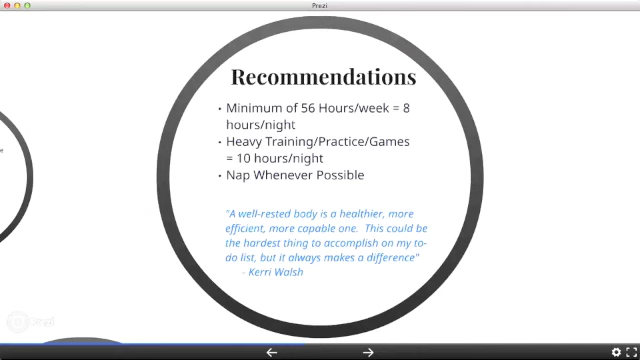 Prezi
Recommendations
• Minimum of 56 Hours/week = 8
hours/night
• Heavy Training/Practice/Games
= 10 hours/night
• Nap Whenever Possible
"A well-rested body is a healthier, more
efficient, more capable one. This could be
the hardest thing to accomplish on my to-
do list, but it always makes a difference"
- Kerri Walsh